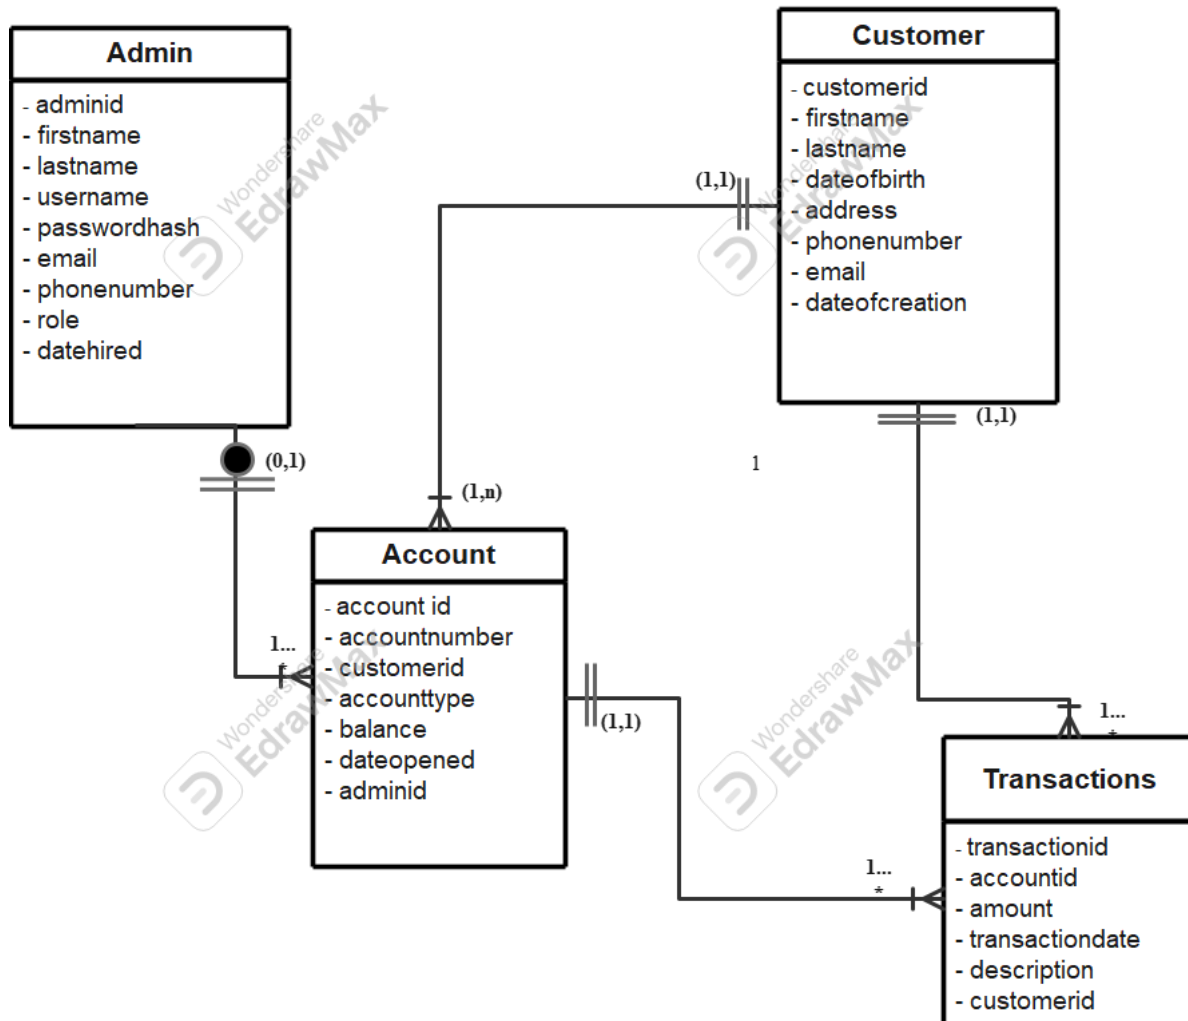 Admin
- adminid
- firstname
- lastname
- username
- passwordhash
- email
- phonenumber
- role
- datehired
(0,1)
1...
*
Customer
- customerid
- firstname
- lastname
- dateofbirth
- address
- phonenumber
- email
- dateofcreation
(1,1)
(1,1)
1
(1,n)
Account
- account id
- accountnumber
- customerid
- accounttype
- balance
- dateopened
- adminid
(1,1)
1...
*
1...
*
Transactions
- transactionid
- accountid
- amount
- transactiondate
- description
- customerid
Wondershare
EdrawMax
Wondershare
EdrawMax
Wondershare
EdrawMax
Wondershare
EdrawMax